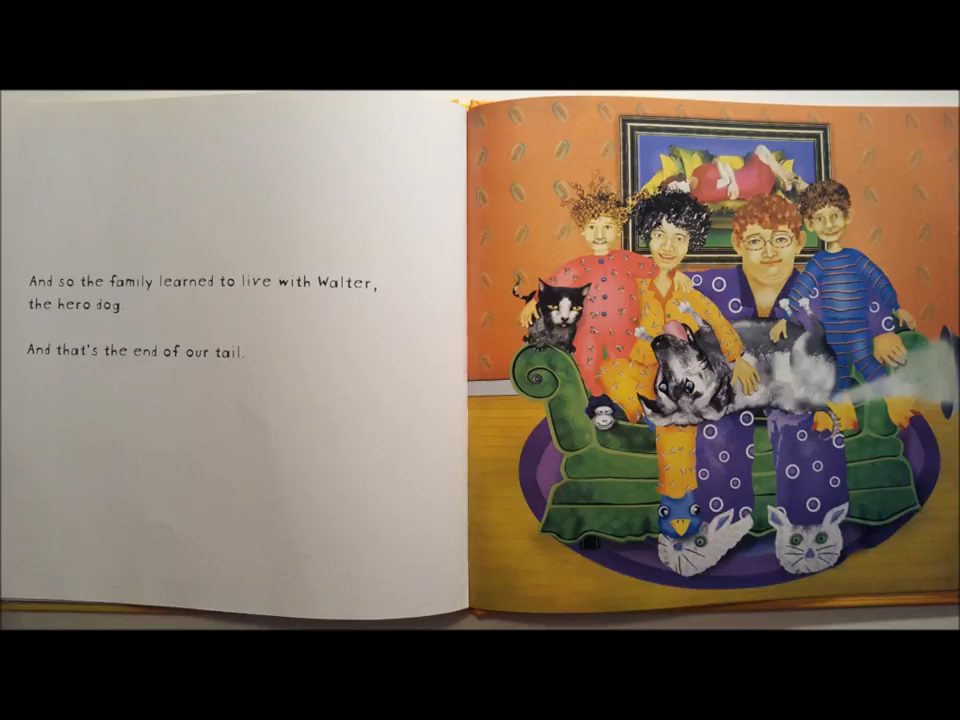 And so the family learned to live with Walter,
the hero dog.
And that's the end of our tail.